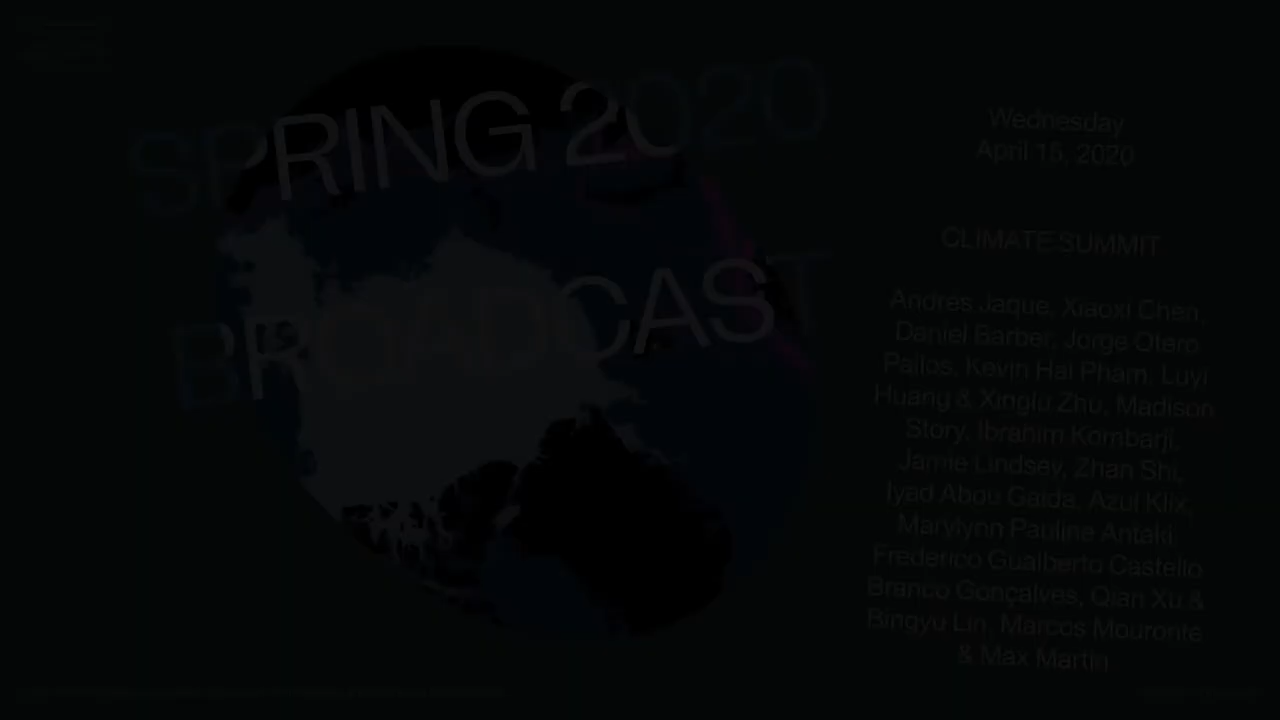 SPRING 2020
BROADCAST
Wednesday
April 15, 2020
CLIMATE SUMMIT
Andres Jaque, Xiaoxi Chen,
Daniel Barber, Jorge Otero
Pailos, Kevin Hai Pham, Luyi
Huang & Xinglu Zhu, Madison
Story, Ibrahim Kombarji,
Jamie Lindsey, Zhan Shi,
Iyad Abou Gaida, Azul Klix,
Marylynn Pauline Antaki,
Frederico Gualberto Castello
Branco Gonçalves, Qian Xu &
Bingyu Lin, Marcos Mouronte
& Max Martin